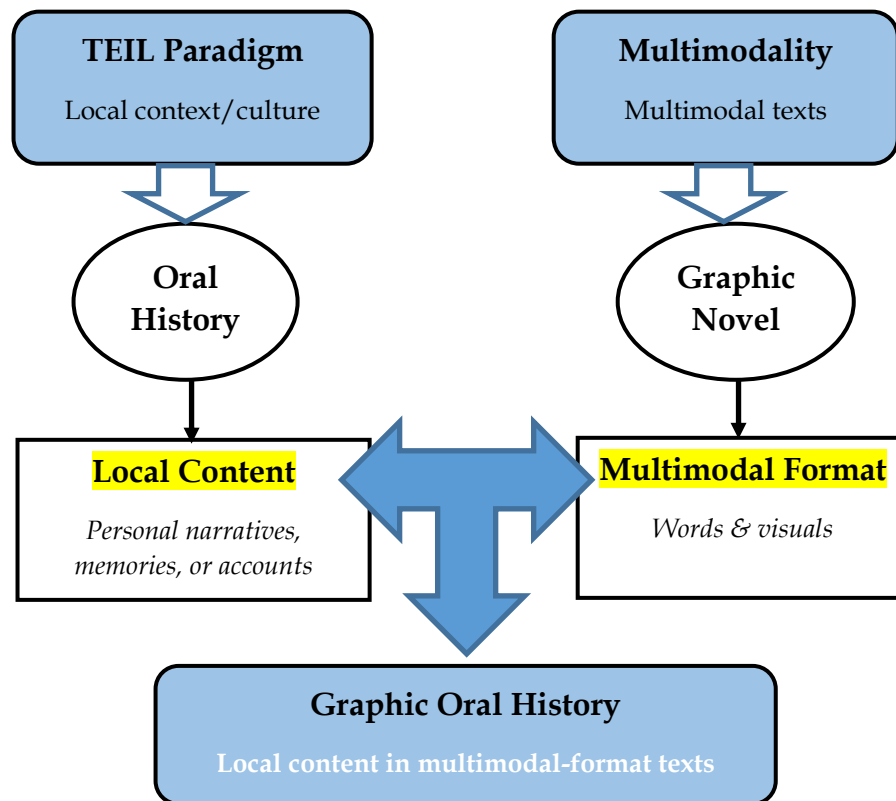 TEIL Paradigm
Local context/culture
Multimodality
Multimodal texts
Oral
History
Graphic
Novel
Local Content
Personal narratives,
memories, or accounts
Multimodal Format
Words & visuals
Graphic Oral History
Local content in multimodal-format texts